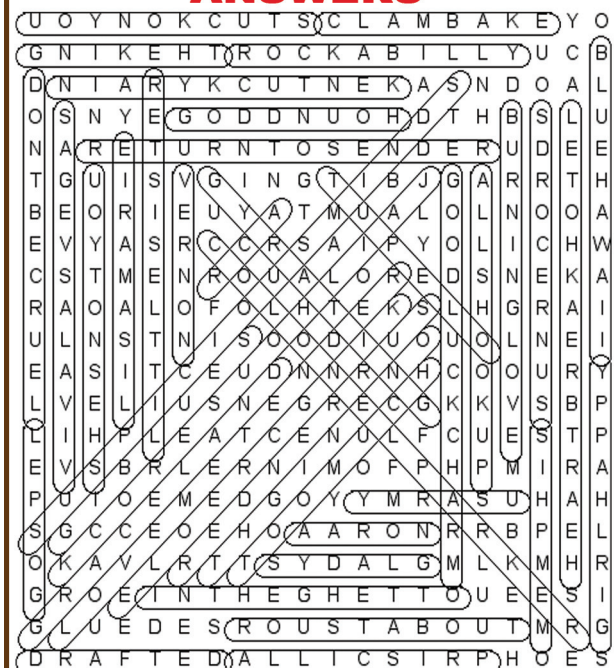 ANSWERS
U O Y N O K C U T S C L A M B A K E Y O
G N I K E H T R O C K A B I L L Y U C B
D N I A R Y K C U T N E K A S N D O A L
O S N Y E G O D D N U O H D T H B S L U
N A R E T U R N T O S E N D E R U D E E
T G U I S V G I N G T I B J G A R R T H
B E O R I E U Y A T M U A L O L N O O A
E V Y A S R C C R S A I P Y O L I C H W
C S T M E N R O U A L O R E D S N E K A
R A O A L O F O L H T E K S L H G R A I
U L N S T N I S O O D I U O U O L N E I
E A S I T C E U D N N R N H C O O U R Y
L V E L I U S N E G R E C G K K V S B P
L I H P L E A T C E N U L F C U E S T P
E V S B R L E R N I M O F P H P M I R A
P U T O E M E D G O Y Y M R A S U H A H
S G C C E O E H O A A R O N R R B P E L
O K A V L R T T S Y D A L G M L K M H R
G R O E I N T H E G H E T T O U E E S I
G L U E D E S R O U S T A B O U T M R G
D R A F T E D A L L I C S I R P H O E S